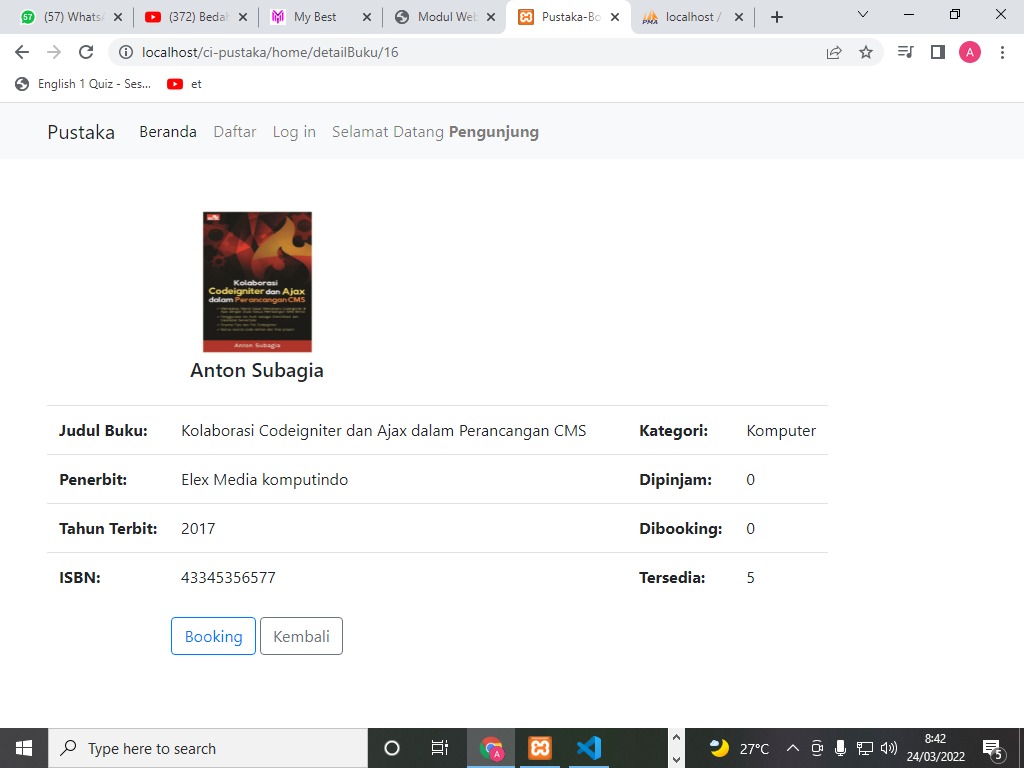 (57) Whats
(372) Bedah
My Best
Modul Web
Pustaka-Bo
localhost /
localhost/ci-pustaka/home/detailBuku/16
A
English 1 Quiz - Ses...
et
Pustaka Beranda Daftar Log in Selamat Datang Pengunjung
Kolaborasi
Codeigniter dan Ajax
dalam Perancangan CMS
Anton Subagia
Anton Subagia
Judul Buku: Kolaborasi Codeigniter dan Ajax dalam Perancangan CMS Kategori: Komputer
Penerbit: Elex Media komputindo Dipinjam: 0
Tahun Terbit: 2017 Dibooking: 0
ISBN: 43345356577 Tersedia: 5
Booking Kembali
Type here to search
27°C
8:42
24/03/2022
5